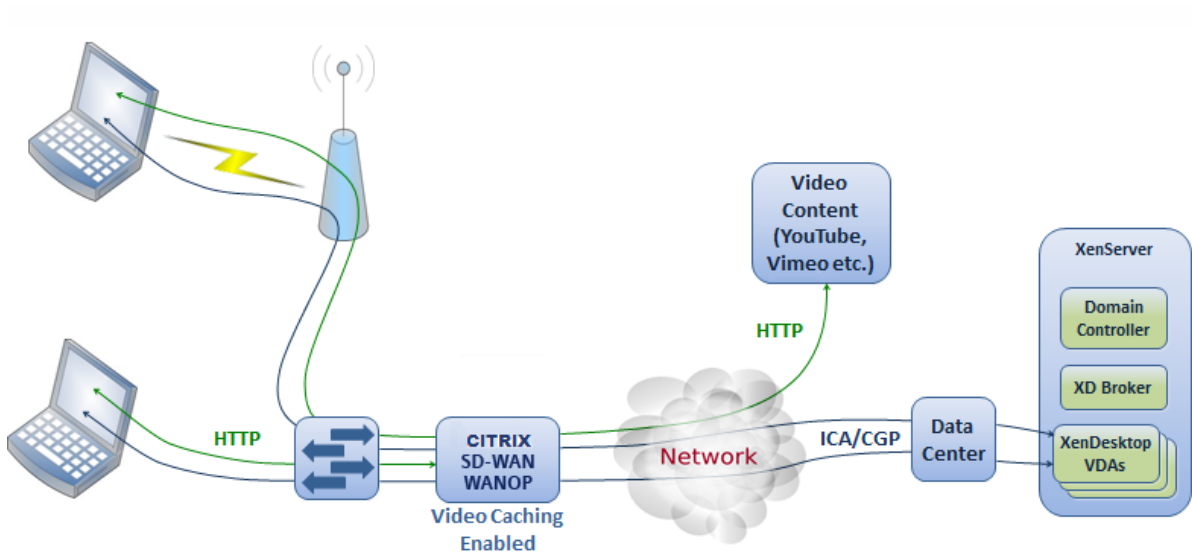 Video
Content
(YouTube,
Vimeo etc.)
XenServer
Domain
Controller
XD Broker
XenDesktop
VDAs
HTTP
HTTP
CITRIX
SD-WAN
WANOP
Video Caching
Enabled
Network
ICA/CGP
Data
Center